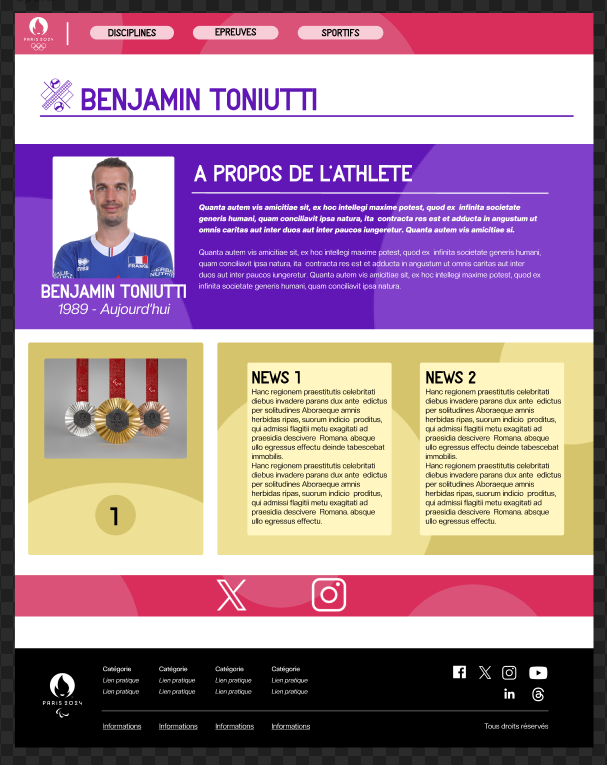 PARIS 2024
DISCIPLINES
EPREUVES
SPORTIFS
BENJAMIN TONIUTTI
A PROPOS DE L'ATHLETE
Quanta autem vis amicitiae sit, ex hoc intellegi maxime potest, quod ex infinita societate
generis humani, quam conciliavit ipsa natura, ita contracta res est et adducta in angustum ut
omnis caritas aut inter duos aut inter paucos iungeretur. Quanta autem vis amicitiae si.
Quanta autem vis amicitiae sit, ex hoc intellegi maxime potest, quod ex infinita societate generis humani,
quam conciliavit ipsa natura, ita contracta res est et adducta in angustum ut omnis caritas aut inter
duos aut inter paucos iungeretur. Quanta autem vis amicitiae sit, ex hoc intellegi maxime potest, quod ex
infinita societate generis humani, quam conciliavit ipsa natura.
FRANCE
BENJAMIN TONIUTTI
1989 - Aujourd'hui
1
NEWS 1
Hanc regionem praestitutis celebritati
diebus invadere parans dux ante edictus
per solitudines Aboraeque amnis
herbidas ripas, suorum indicio proditus,
qui admissi flagitii metu exagitati ad
praesidia descivere Romana. absque
ullo egressus effectu deinde tabescebat
immobilis.
Hanc regionem praestitutis celebritati
diebus invadere parans dux ante edictus
per solitudines Aboraeque amnis
herbidas ripas, suorum indicio proditus,
qui admissi flagitii metu exagitati ad
praesidia descivere Romana. absque
ullo egressus effectu.
NEWS 2
Hanc regionem praestitutis celebritati
diebus invadere parans dux ante edictus
per solitudines Aboraeque amnis
herbidas ripas, suorum indicio proditus,
qui admissi flagitii metu exagitati ad
praesidia descivere Romana. absque
ullo egressus effectu deinde tabescebat
immobilis.
Hanc regionem praestitutis celebritati
diebus invadere parans dux ante edictus
per solitudines Aboraeque amnis
herbidas ripas, suorum indicio proditus,
qui admissi flagitii metu exagitati ad
praesidia descivere Romana. absque
ullo egressus effectu.
PARIS 2024
Catégorie Catégorie Catégorie Catégorie
Lien pratique Lien pratique Lien pratique Lien pratique
Lien pratique Lien pratique Lien pratique Lien pratique
Informations Informations Informations Informations
Tous droits réservés